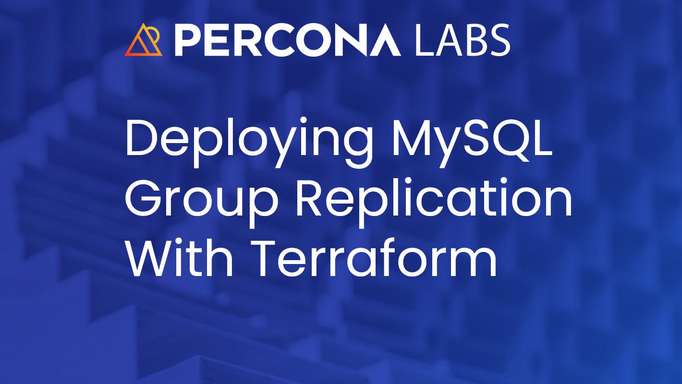 PERCONA LABS
Deploying MySQL
Group Replication
With Terraform